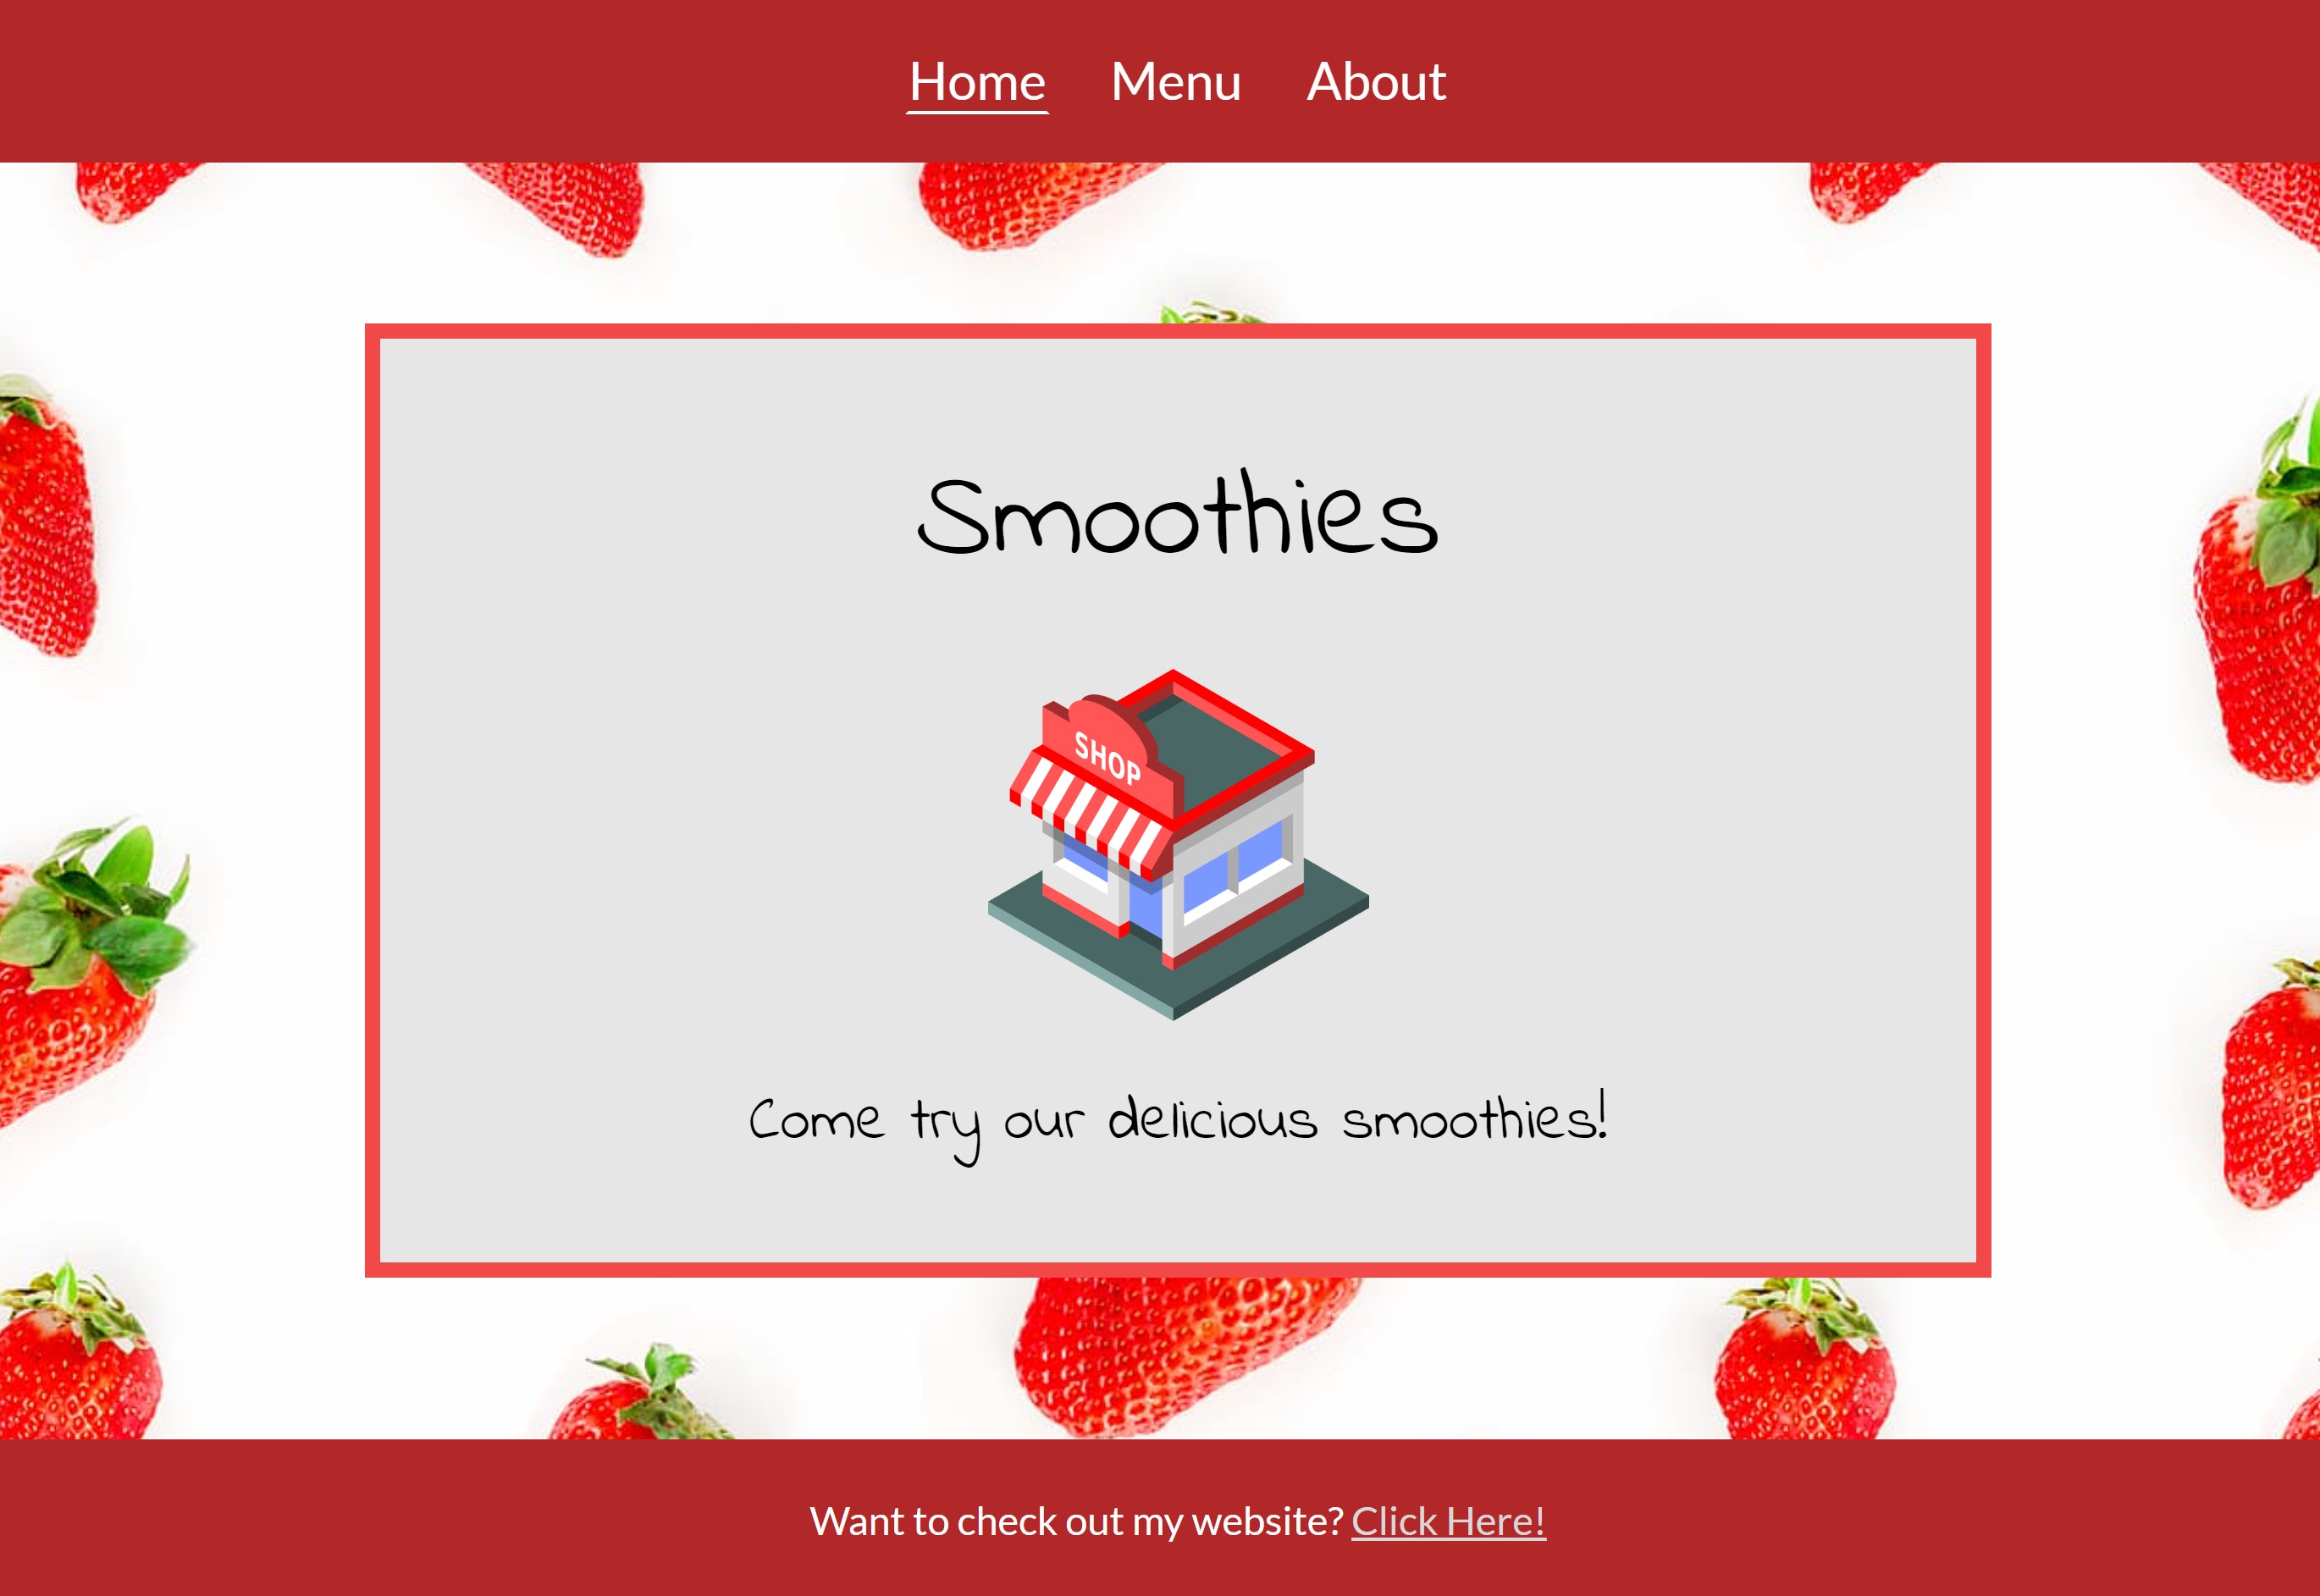 Home Menu About
Smoothies
SHOP
Come try our delicious smoothies!
Want to check out my website? Click Here!